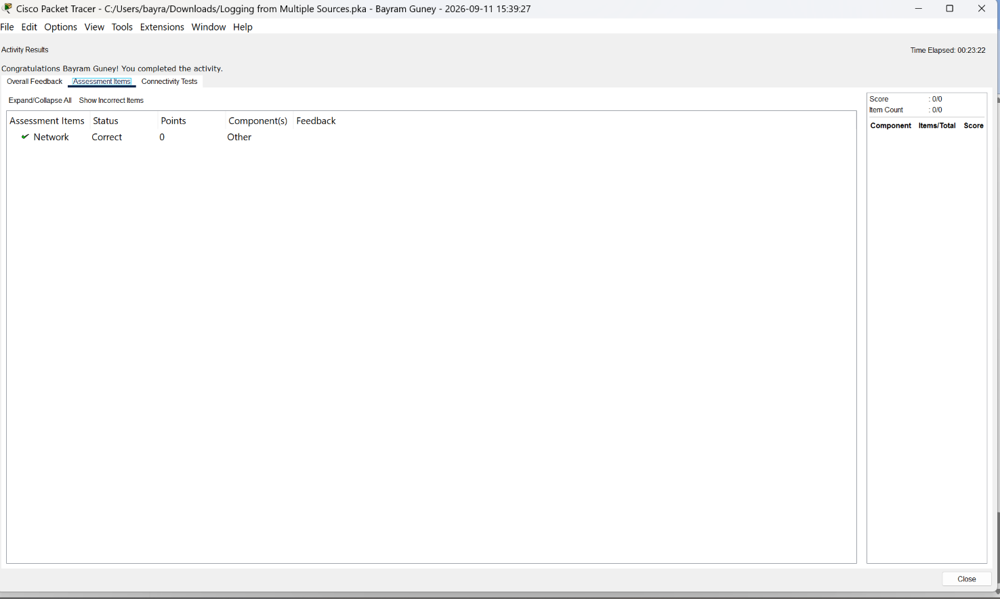 Cisco Packet Tracer - C:/Users/bayra/Downloads/Logging from Multiple Sources.pka - Bayram Guney - 2026-09-11 15:39:27
File Edit Options View Tools Extensions Window Help
Activity Results
Time Elapsed: 00:23:22
Congratulations Bayram Guney! You completed the activity.
Overall Feedback Assessment Items Connectivity Tests
Expand/Collapse All Show Incorrect Items
Assessment Items Status Points Component(s) Feedback
Network Correct 0 Other
Score : 0/0
Item Count : 0/0
Component Items/Total Score
Close